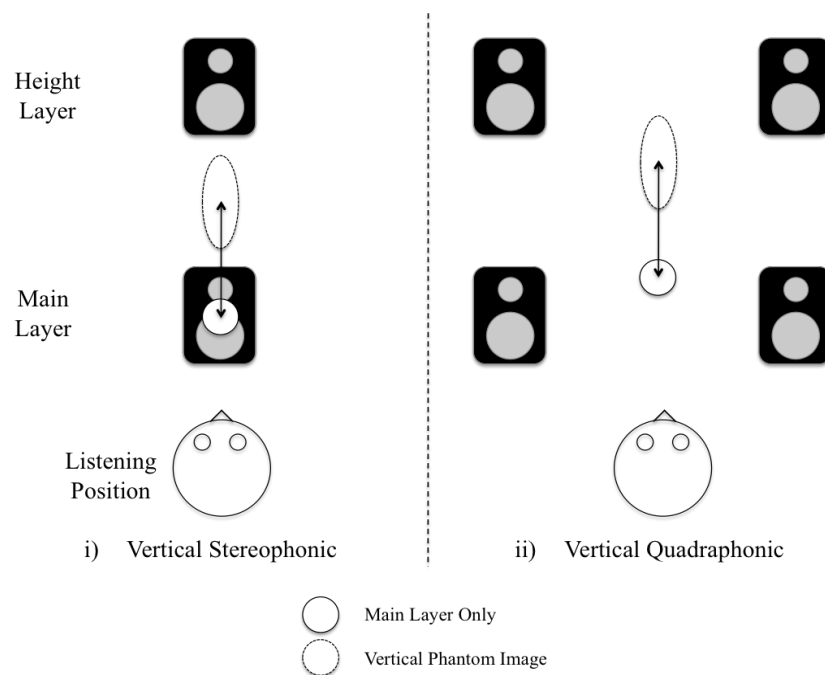 Height
Layer
Main
Layer
Listening
Position
i) Vertical Stereophonic
ii) Vertical Quadraphonic
Main Layer Only
Vertical Phantom Image